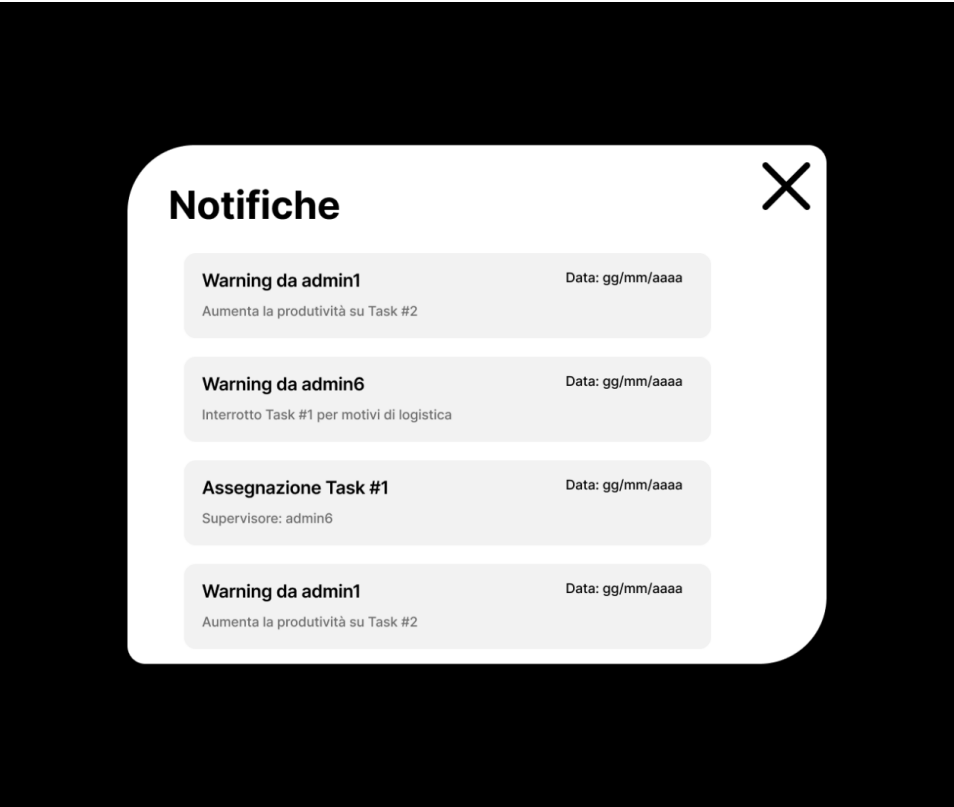 Notifiche
Warning da admin1
Data: gg/mm/aaaa
Aumenta la produtività su Task #2
Warning da admin6
Data: gg/mm/aaaa
Interrotto Task #1 per motivi di logistica
Assegnazione Task #1
Data: gg/mm/aaaa
Supervisore: admin6
Warning da admin1
Data: gg/mm/aaaa
Aumenta la produtività su Task #2